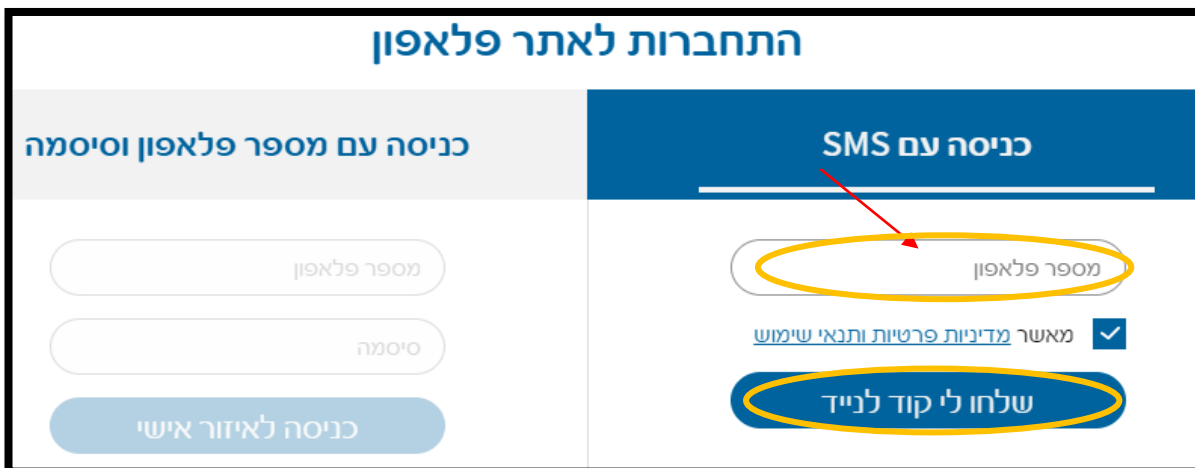 התחברות לאתר פלאפון
כניסה עם SMS
מספר פלאפון
מאשר מדיניות פרטיות ותנאי שימוש
שלחו לי קוד לנייד
כניסה עם מספר פלאפון וסיסמה
מספר פלאפון
סיסמה
כניסה לאיזור אישי